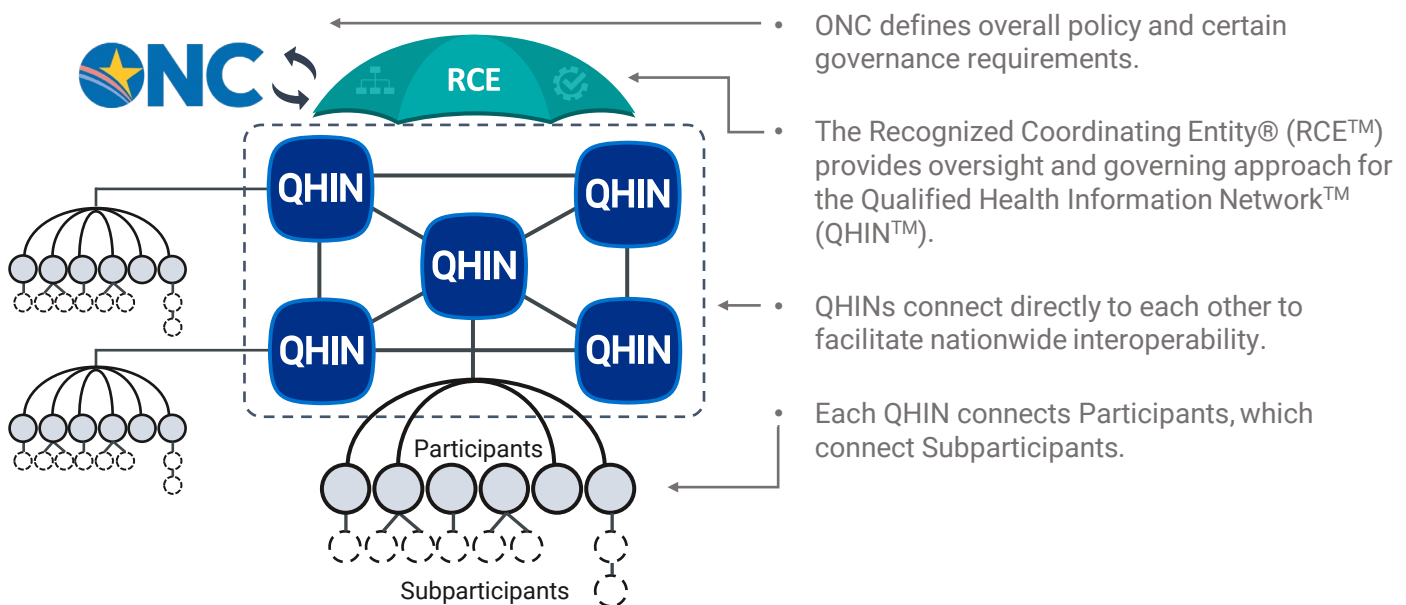 ONC
RCE
QHIN
QHIN
QHIN
QHIN
QHIN
Participants
Subparticipants
• ONC defines overall policy and certain
governance requirements.
• The Recognized Coordinating Entity® (RCE™)
provides oversight and governing approach for
the Qualified Health Information Network™
(QHIN™).
• QHINs connect directly to each other to
facilitate nationwide interoperability.
• Each QHIN connects Participants, which
connect Subparticipants.